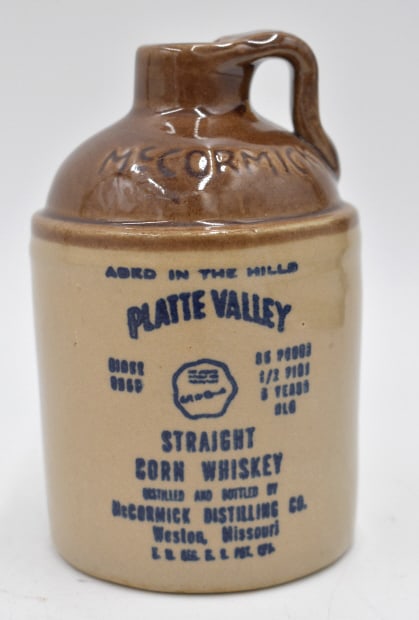 McCORMICK
AGED IN THE HILLS
PLATTE VALLEY
SINCE
86 PROOF
1/2 PINT
YEARS
OLD
STRAIGHT
CORN WHISKEY
DISTILLED AND BOTTLED BY
McCORMICK DISTILLING CO.
Weston, Missouri